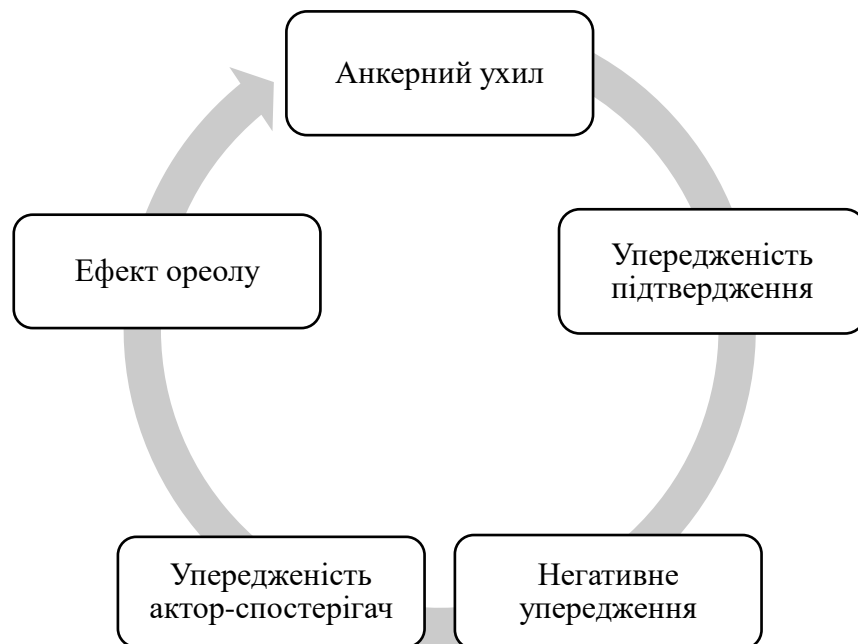 Анкерний ухил
Упередженість
підтвердження
Негативне
упередження
Упередженість
актор-спостерігач
Ефект ореолу